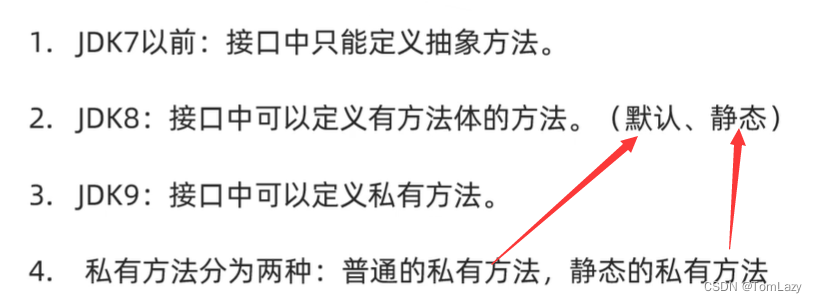 1. JDK7以前：接口中只能定义抽象方法。
2. JDK8：接口中可以定义有方法体的方法。（默认、静态）
3. JDK9：接口中可以定义私有方法。
4. 私有方法分为两种：普通的私有方法，静态的私有方法
CSDN @TomLazy